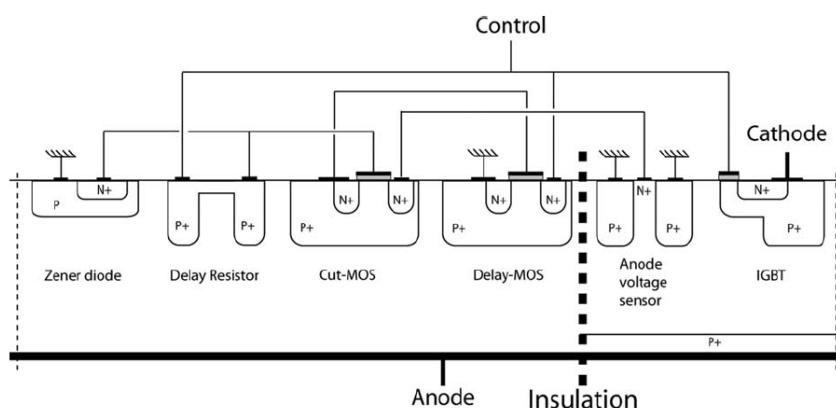 Control
Cathode
N+
N+
N+
N+
N+
N+
N+
P
P+
P+
P+
P+
P+
P+
P+
Zener diode
Delay Resistor
Cut-MOS
Delay-MOS
Anode
voltage
sensor
IGBT
P+
Anode
Insulation